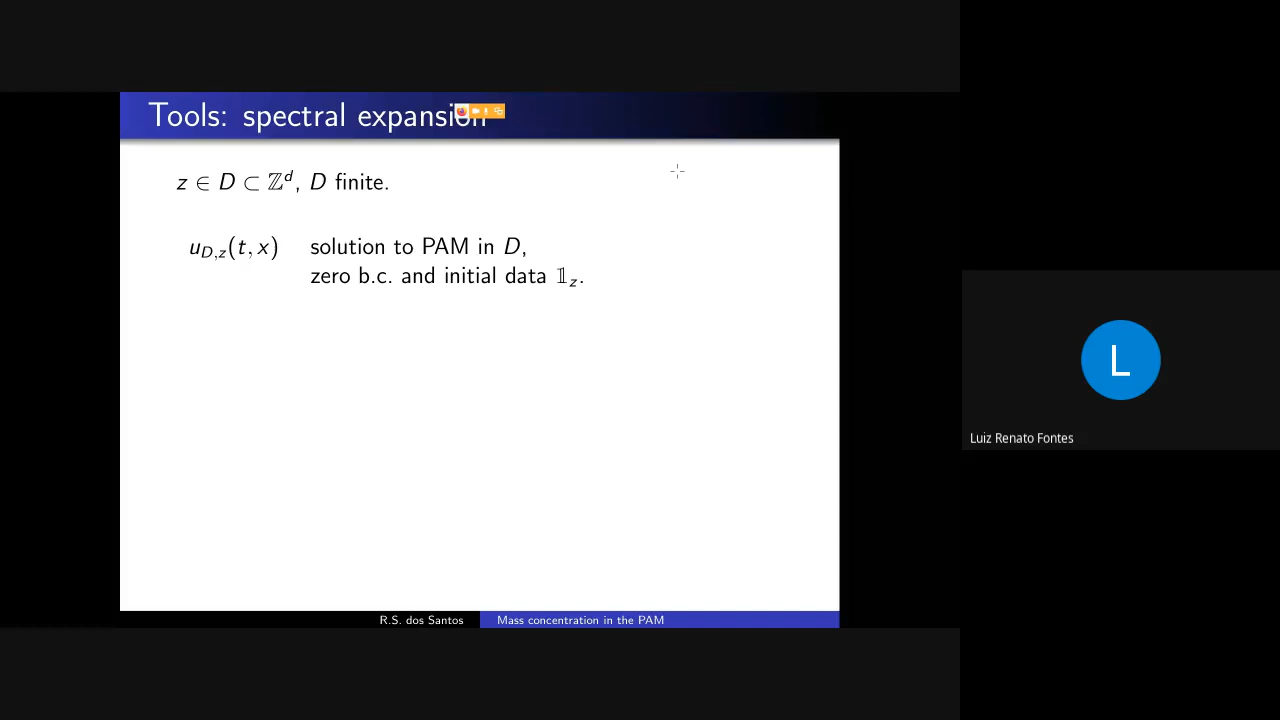 Tools: spectral expansion
z ∈ D ⊂ ℤ^d, D finite.
u_{D,z}(t, x) solution to PAM in D,
zero b.c. and initial data 𝟙_z.
R.S. dos Santos Mass concentration in the PAM
L
Luiz Renato Fontes